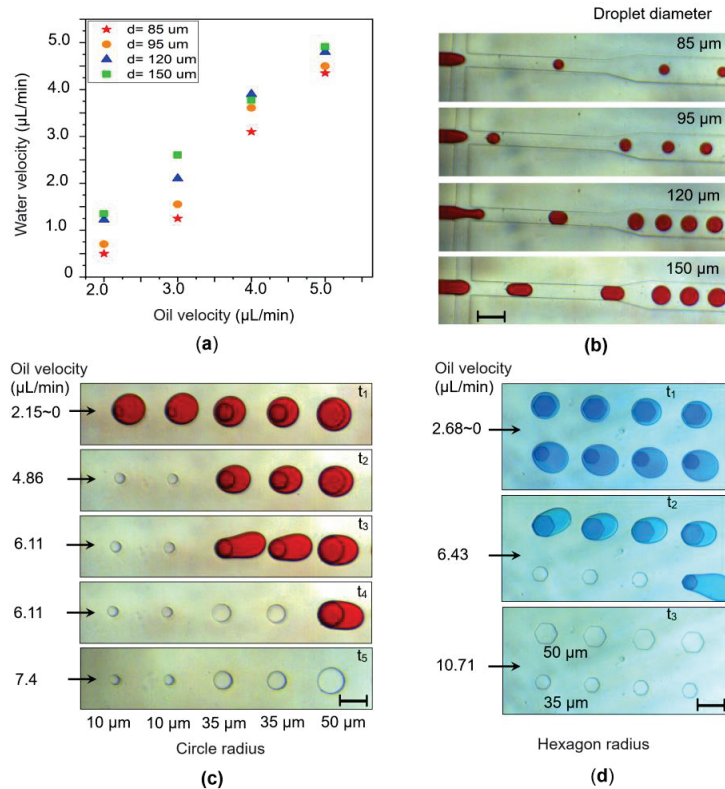 5.0
4.0
3.0
2.0
1.0
0
d= 85 um
d= 95 um
d= 120 um
d= 150 um
Water velocity (µL/min)
2.0 3.0 4.0 5.0
Oil velocity (µL/min)
(a)
Droplet diameter
85 µm
95 µm
120 µm
150 µm
(b)
Oil velocity
(µL/min)
2.15~0
t1
4.86
t2
6.11
t3
6.11
t4
7.4
t5
10 µm 10 µm 35 µm 35 µm 50 µm
Circle radius
(c)
Oil velocity
(µL/min)
2.68~0
t1
6.43
t2
10.71
t3
50 µm
35 µm
Hexagon radius
(d)